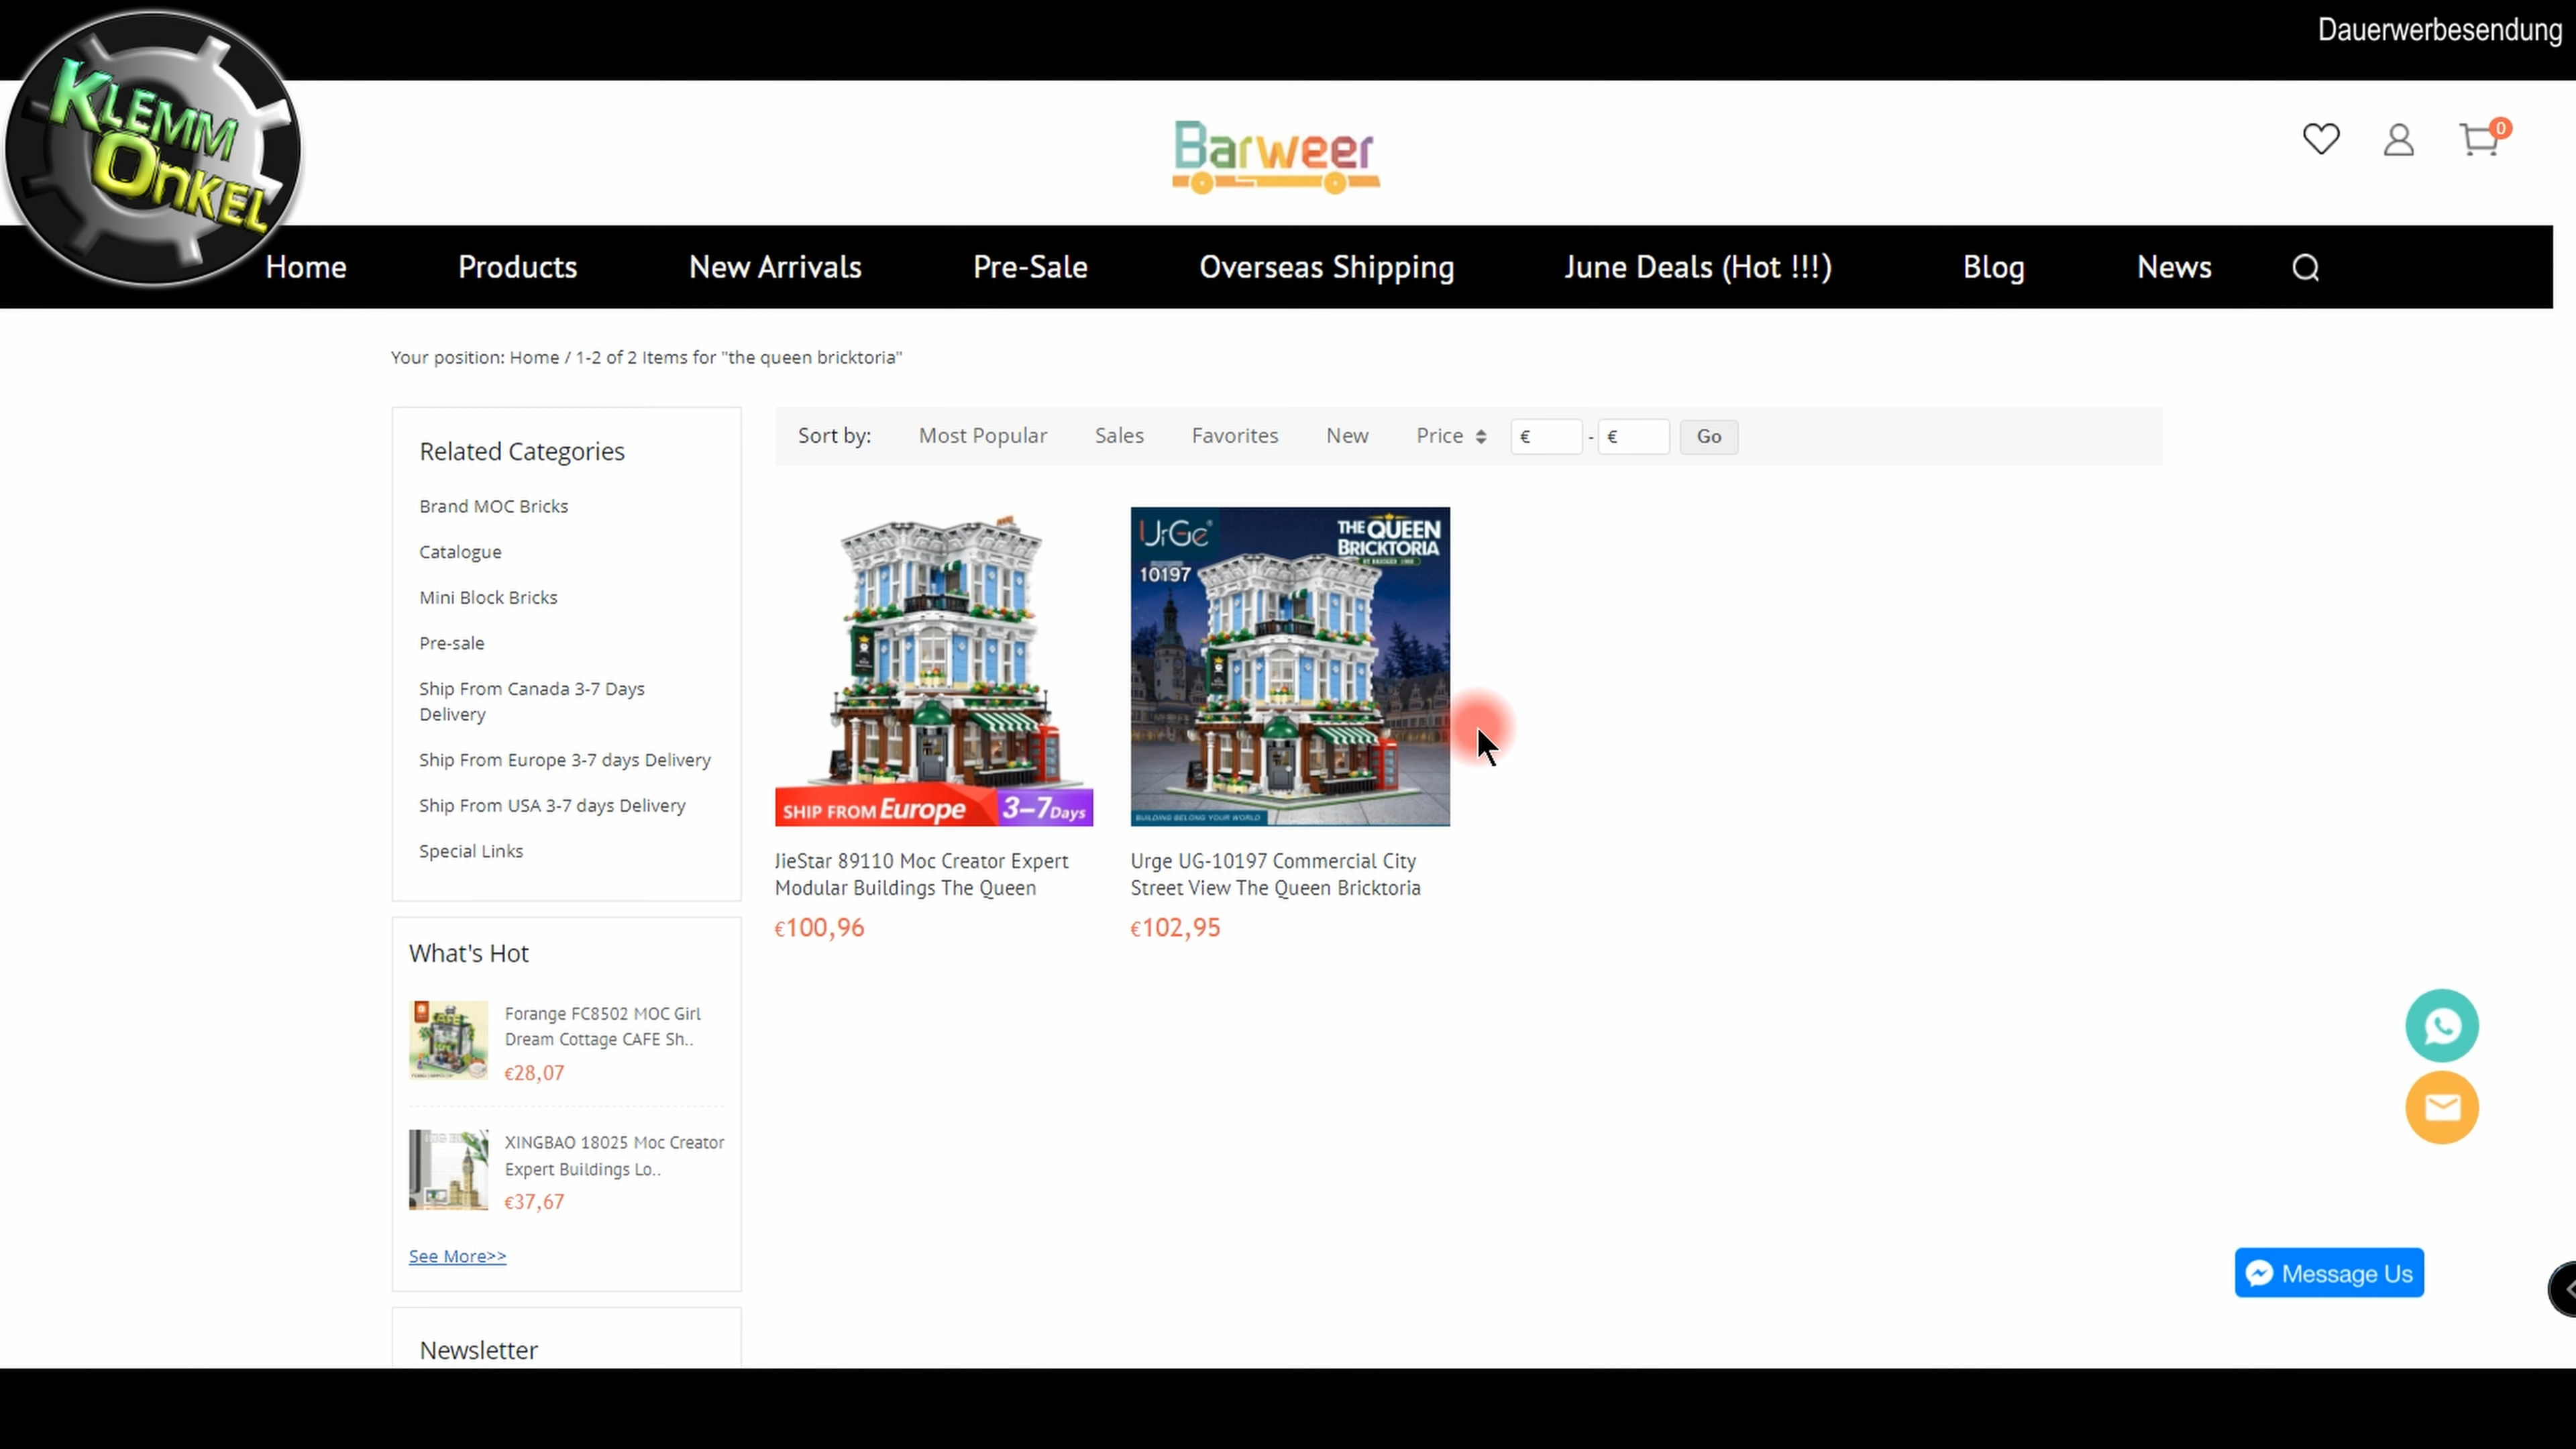 Dauerwerbesendung
KLEMM
ONKEL
Barweer
0
Home
Products
New Arrivals
Pre-Sale
Overseas Shipping
June Deals (Hot !!!)
Blog
News
Your position: Home / 1-2 of 2 Items for "the queen bricktoria"
Related Categories
Brand MOC Bricks
Catalogue
Mini Block Bricks
Pre-sale
Ship From Canada 3-7 Days
Delivery
Ship From Europe 3-7 days Delivery
Ship From USA 3-7 days Delivery
Special Links
Sort by:
Most Popular
Sales
Favorites
New
Price
€
-
€
Go
SHIP FROM Europe
3-7Days
JieStar 89110 Moc Creator Expert
Modular Buildings The Queen
€100,96
UrGe
10197
THE QUEEN
BRICKTORIA
BUILDING BELONG YOUR WORLD
Urge UG-10197 Commercial City
Street View The Queen Bricktoria
€102,95
What's Hot
Forange FC8502 MOC Girl
Dream Cottage CAFE Sh..
€28,07
XINGBAO 18025 Moc Creator
Expert Buildings Lo..
€37,67
See More>>
Newsletter
Message Us